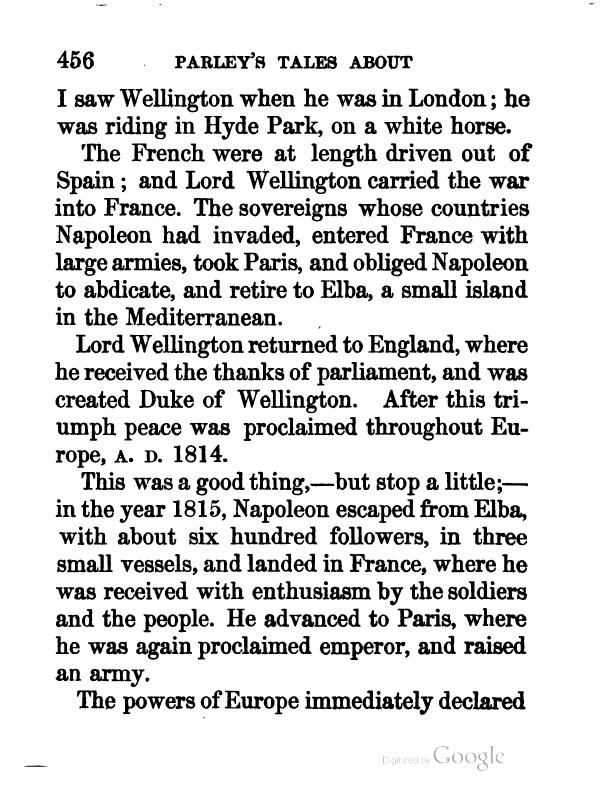 456 PARLEY'S TALES ABOUT
I saw Wellington when he was in London; he
was riding in Hyde Park, on a white horse.
The French were at length driven out of
Spain; and Lord Wellington carried the war
into France. The sovereigns whose countries
Napoleon had invaded, entered France with
large armies, took Paris, and obliged Napoleon
to abdicate, and retire to Elba, a small island
in the Mediterranean.
Lord Wellington returned to England, where
he received the thanks of parliament, and was
created Duke of Wellington. After this tri-
umph peace was proclaimed throughout Eu-
rope, A. D. 1814.
This was a good thing,—but stop a little;—
in the year 1815, Napoleon escaped from Elba,
with about six hundred followers, in three
small vessels, and landed in France, where he
was received with enthusiasm by the soldiers
and the people. He advanced to Paris, where
he was again proclaimed emperor, and raised
an army.
The powers of Europe immediately declared
Digitized by Google